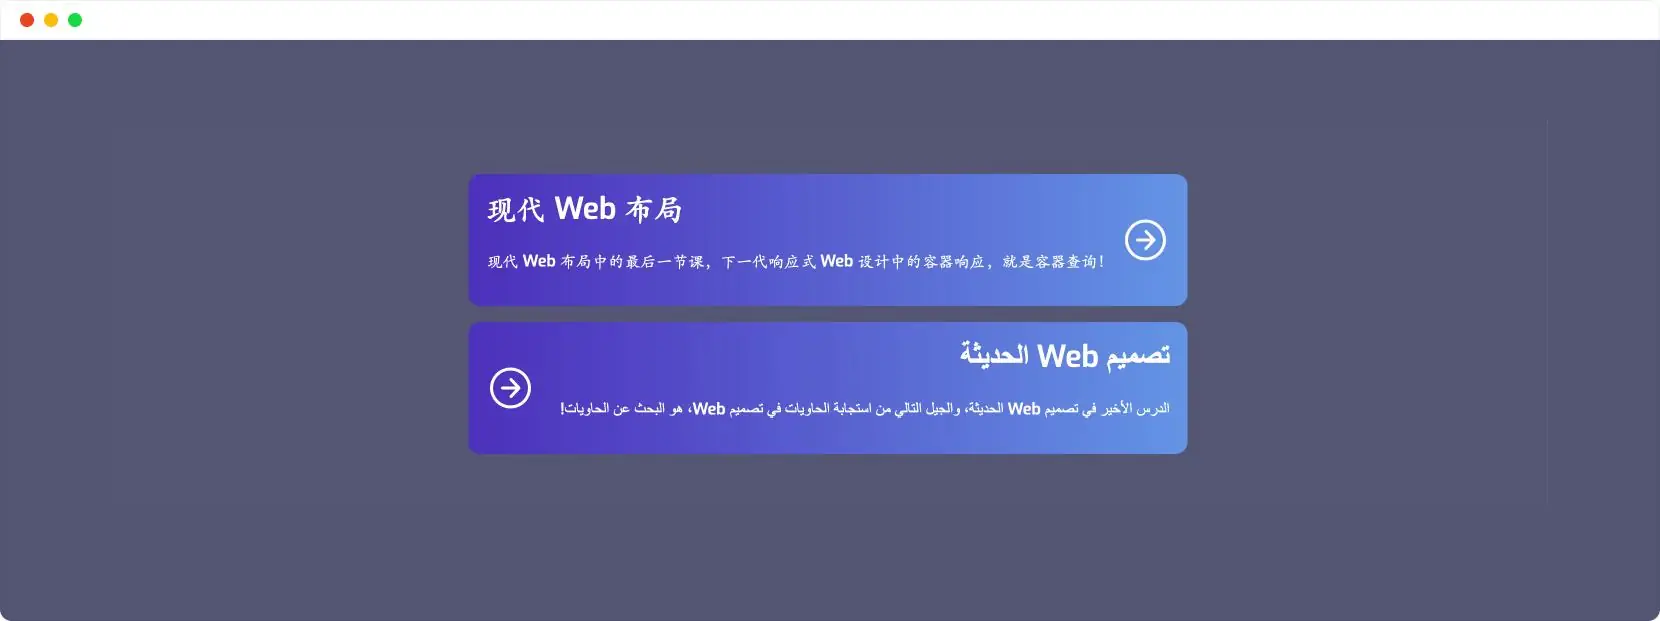 现代 Web 布局
现代 Web 布局中的最后一节课，下一代响应式 Web 设计中的容器响应，就是容器查询！
تصميم Web الحديثة
الدرس الأخير في تصميم Web الحديثة، والجيل التالي من استجابة الحاويات في تصميم Web، هو البحث عن الحاويات!